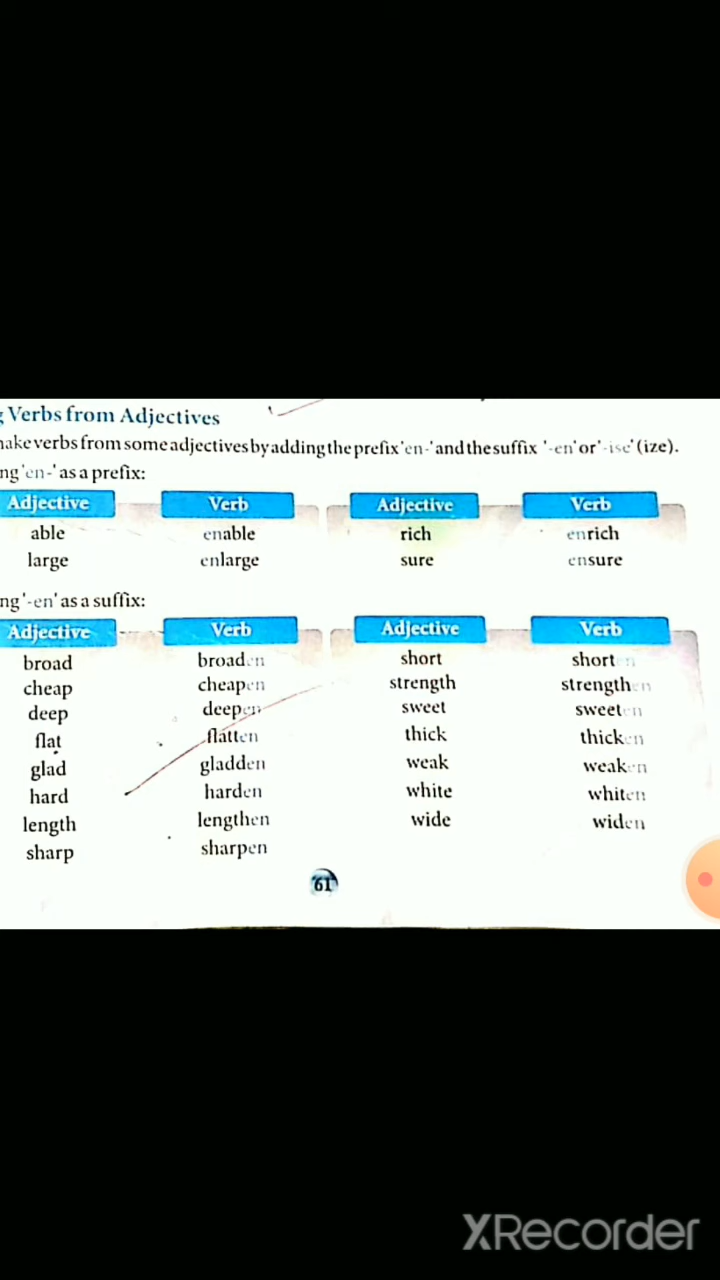 g Verbs from Adjectives
make verbs from some adjectives by adding the prefix 'en-' and the suffix '-en' or '-ise' (ize).
ng 'en-' as a prefix:
Adjective Verb Adjective Verb
able enable rich enrich
large enlarge sure ensure
ng '-en' as a suffix:
Adjective Verb Adjective Verb
broad broaden short shorten
cheap cheapen strength strengthen
deep deepen sweet sweeten
flat flatten thick thicken
glad gladden weak weaken
hard harden white whiten
length lengthen wide widen
sharp sharpen
61
XRecorder